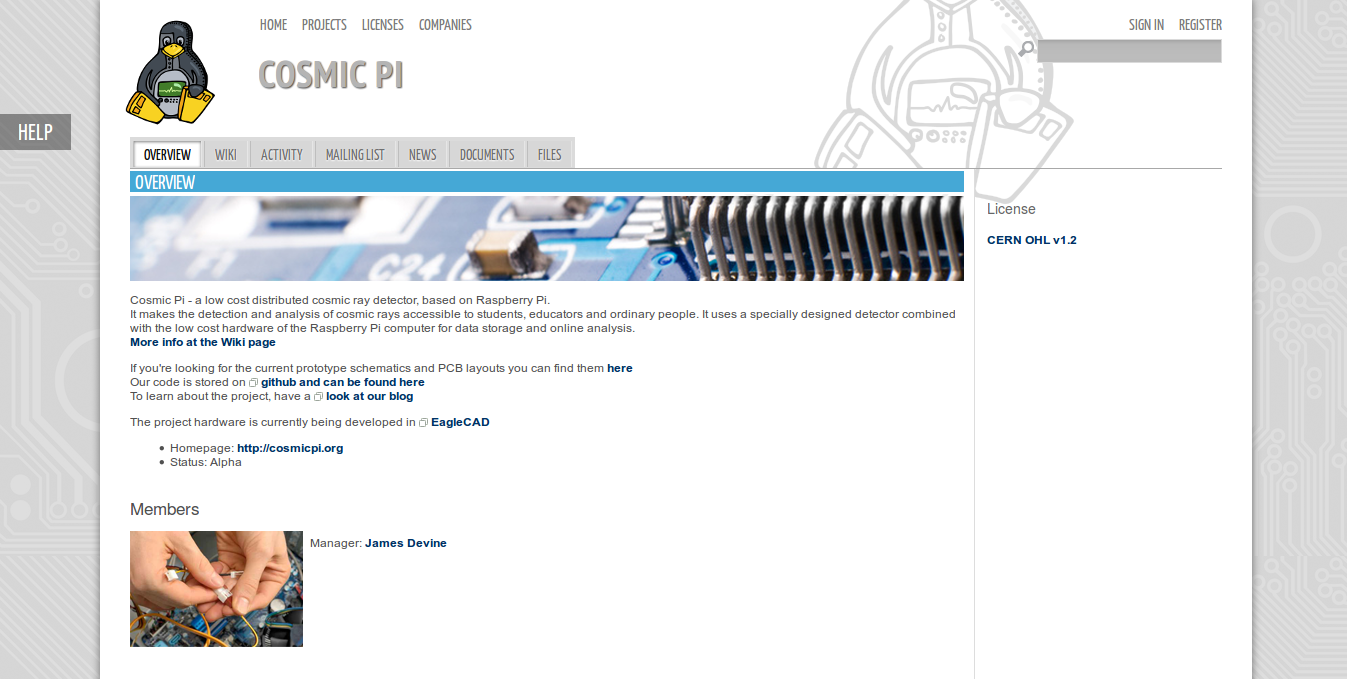 HOME PROJECTS LICENSES COMPANIES
SIGN IN REGISTER
COSMIC PI
HELP
OVERVIEW WIKI ACTIVITY MAILING LIST NEWS DOCUMENTS FILES
OVERVIEW
C24
License
CERN OHL v1.2
Cosmic Pi - a low cost distributed cosmic ray detector, based on Raspberry Pi.
It makes the detection and analysis of cosmic rays accessible to students, educators and ordinary people. It uses a specially designed detector combined
with the low cost hardware of the Raspberry Pi computer for data storage and online analysis.
More info at the Wiki page
If you're looking for the current prototype schematics and PCB layouts you can find them here
Our code is stored on github and can be found here
To learn about the project, have a look at our blog
The project hardware is currently being developed in EagleCAD
• Homepage: http://cosmicpi.org
• Status: Alpha
Members
Manager: James Devine